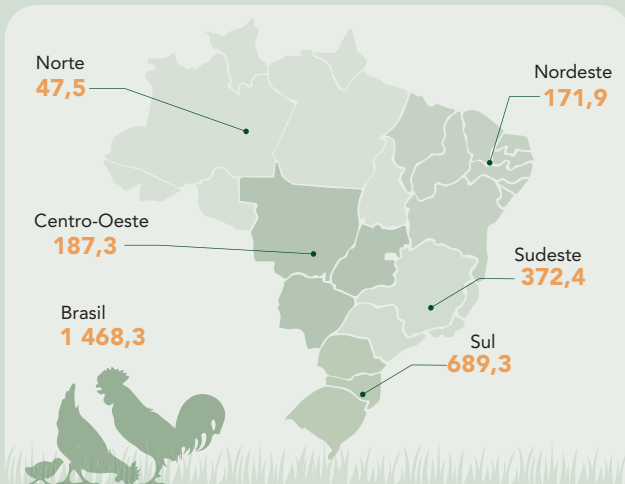 Norte
47,5
Nordeste
171,9
Centro-Oeste
187,3
Sudeste
372,4
Brasil
1 468,3
Sul
689,3